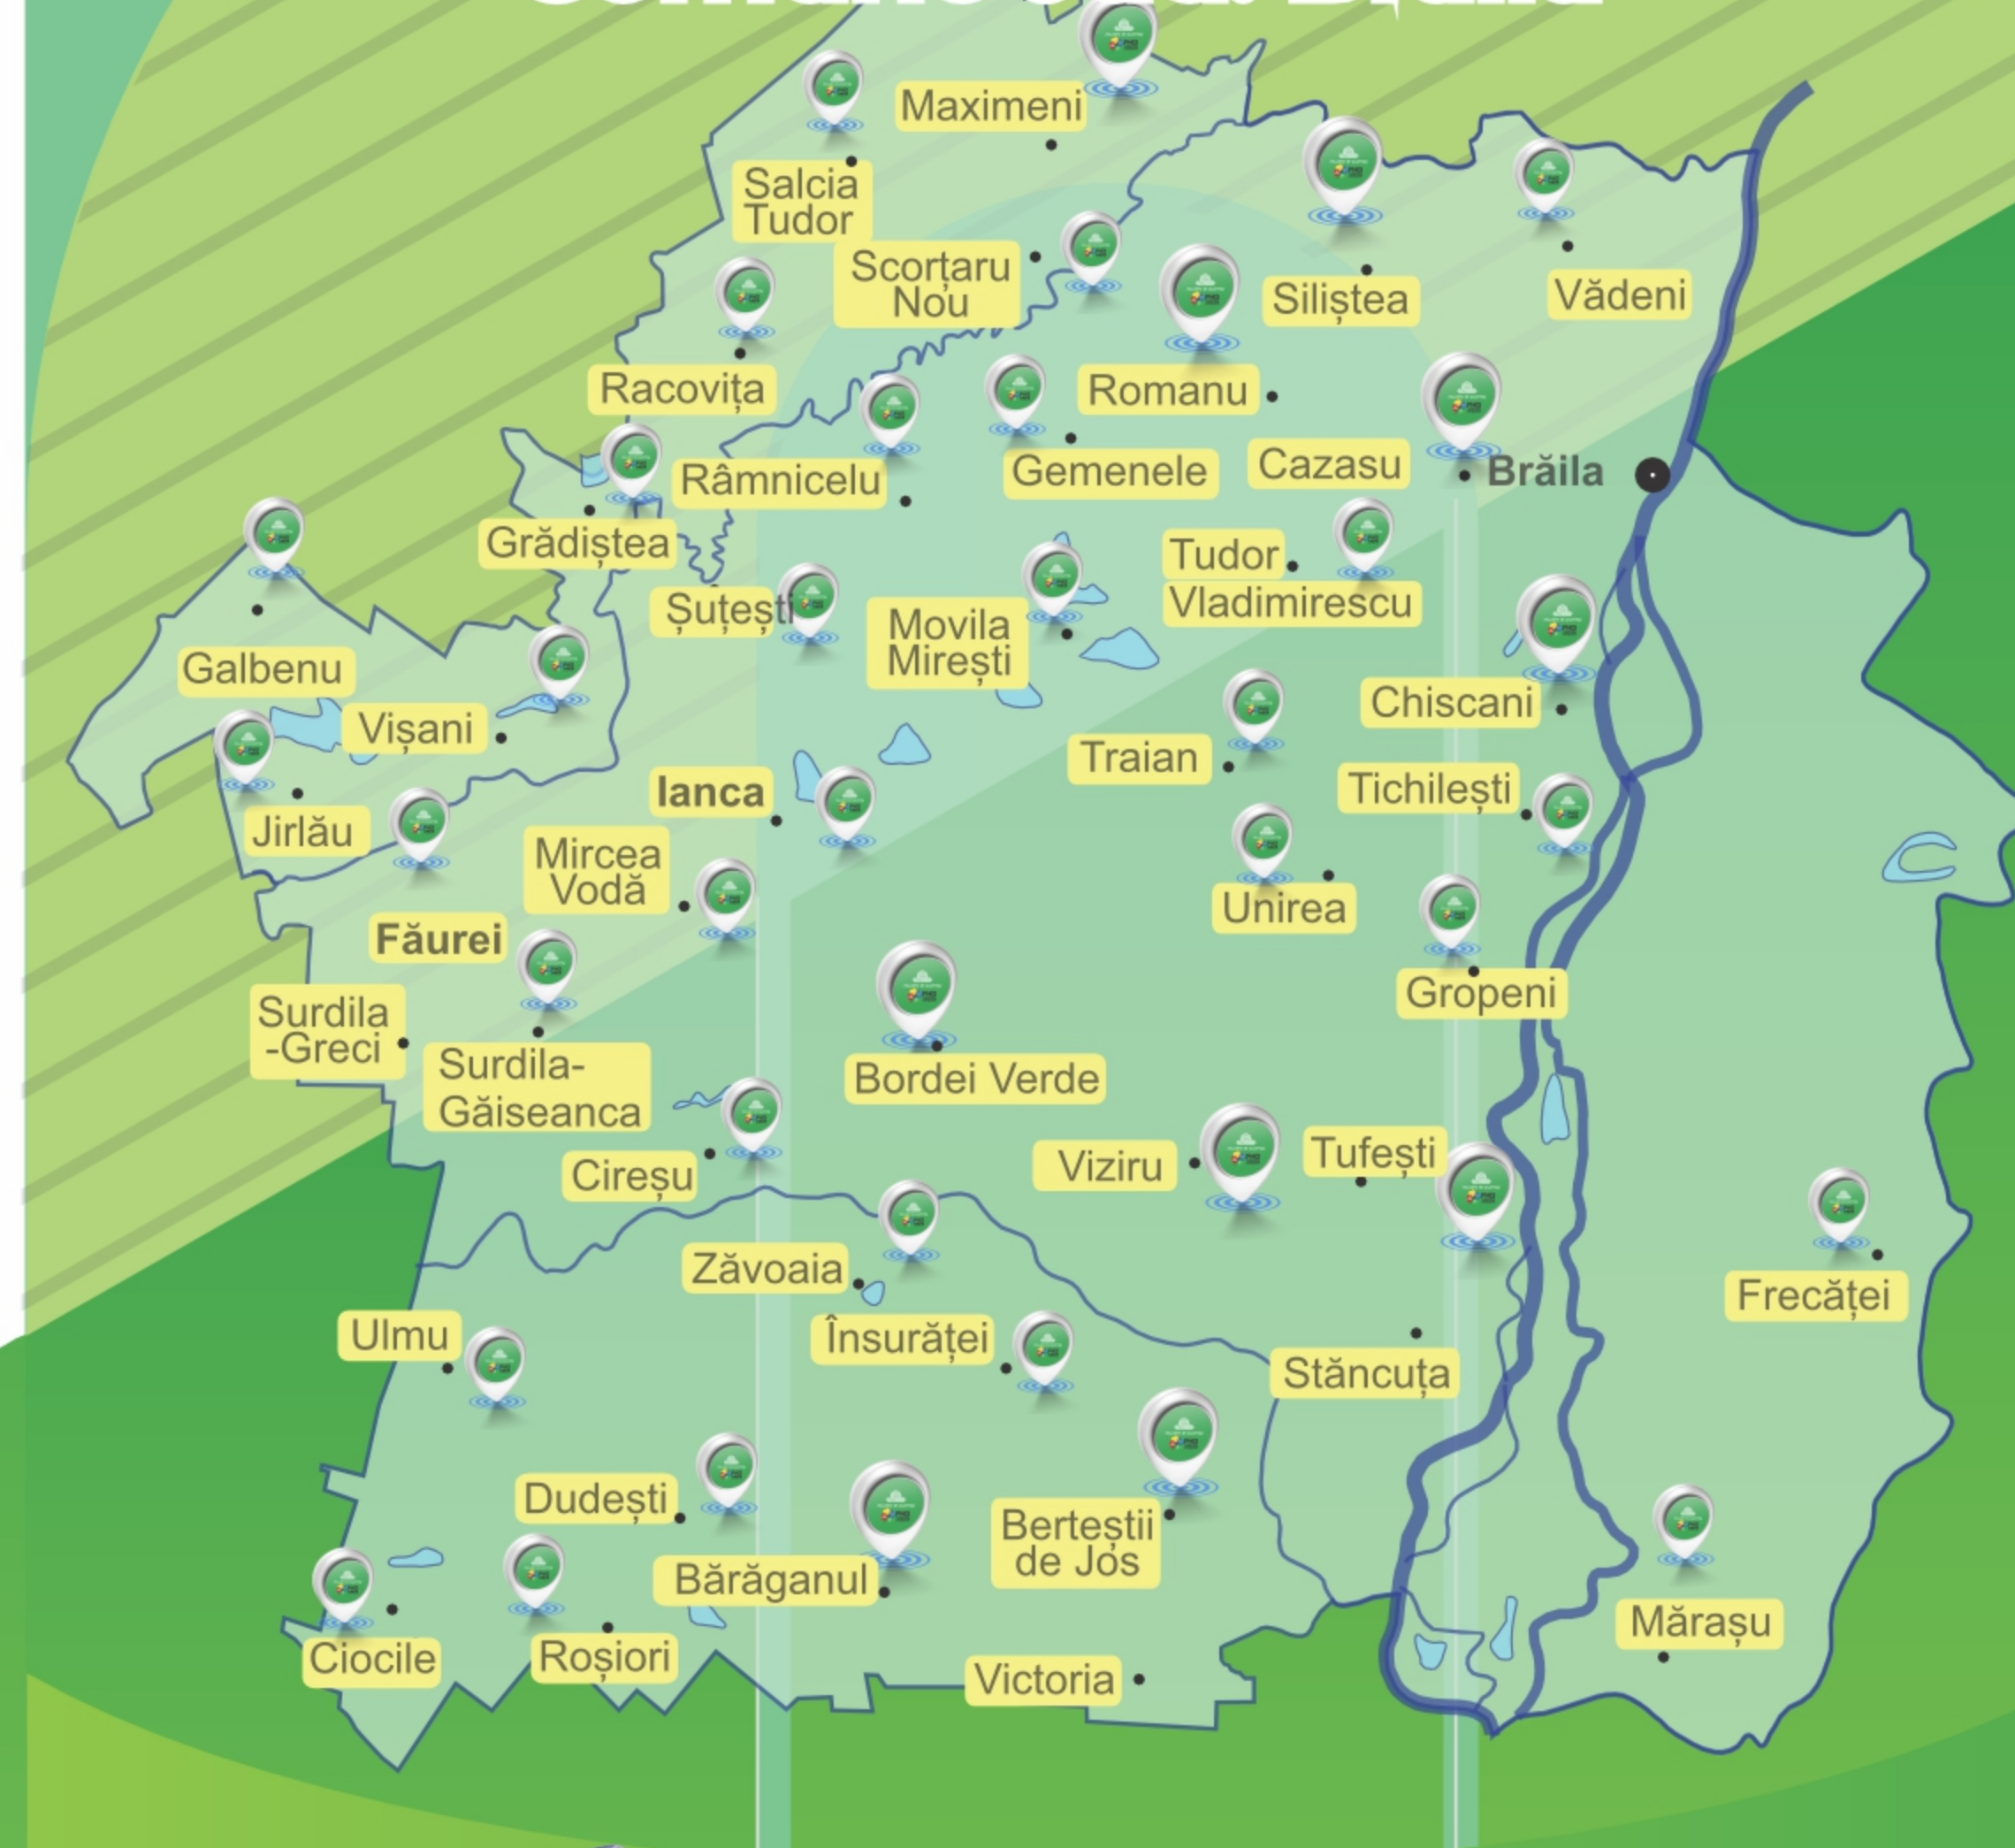 Maximeni
Salcia
Tudor
Scorțaru
Nou
Siliștea
Vădeni
Racovița
Romanu
Râmnicelu
Gemenele
Cazasu
Brăila
Grădiștea
Tudor
Vladimirescu
Șutești
Movila
Mirești
Galbenu
Vișani
Chiscani
Traian
Ianca
Tichilești
Jirlău
Mircea
Vodă
Unirea
Făurei
Gropeni
Surdila
-Greci
Surdila-
Găiseanca
Bordei Verde
Cireșu
Viziru
Tufești
Zăvoaia
Frecăței
Ulmu
Însurăței
Stăncuța
Dudești
Berteștii
de Jos
Bărăganul
Mărașu
Ciocile
Roșiori
Victoria